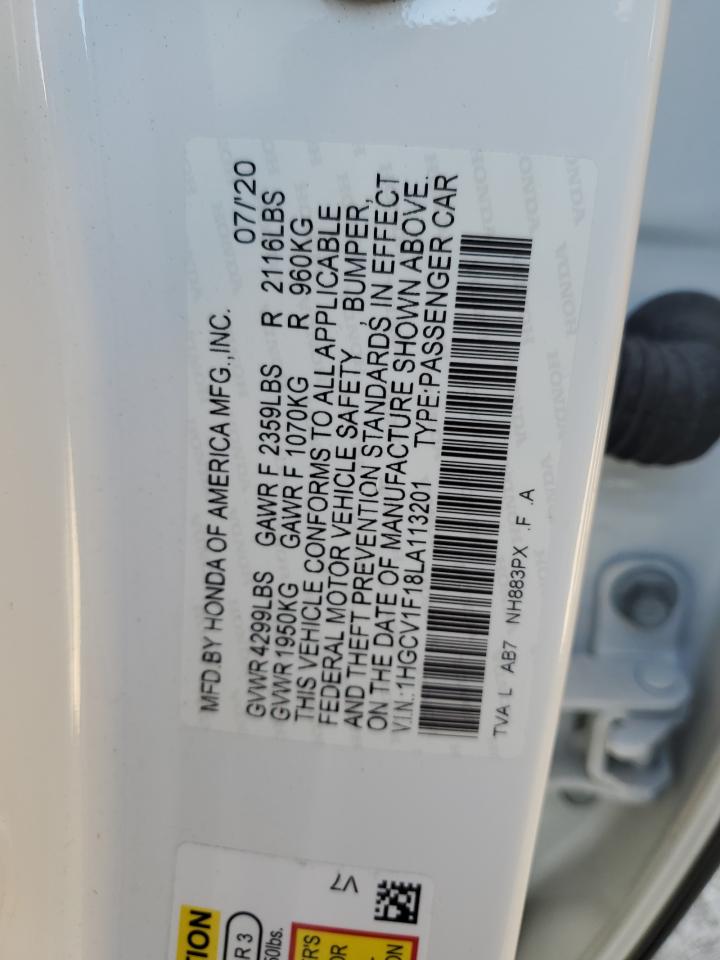 MFD.BY HONDA OF AMERICA MFG.,INC. 07/'20
GVWR 4299LBS GAWR F 2359LBS R 2116LBS
GVWR 1950KG GAWR F 1070KG R 960KG
THIS VEHICLE CONFORMS TO ALL APPLICABLE
FEDERAL MOTOR VEHICLE SAFETY , BUMPER,
AND THEFT PREVENTION STANDARDS, IN EFFECT
ON THE DATE OF MANUFACTURE SHOWN ABOVE.
V.I.N.:1HGCV1F18LA113201 TYPE:PASSENGER CAR
TVA L AB7 NH883PX .F .A
HONDA
V7